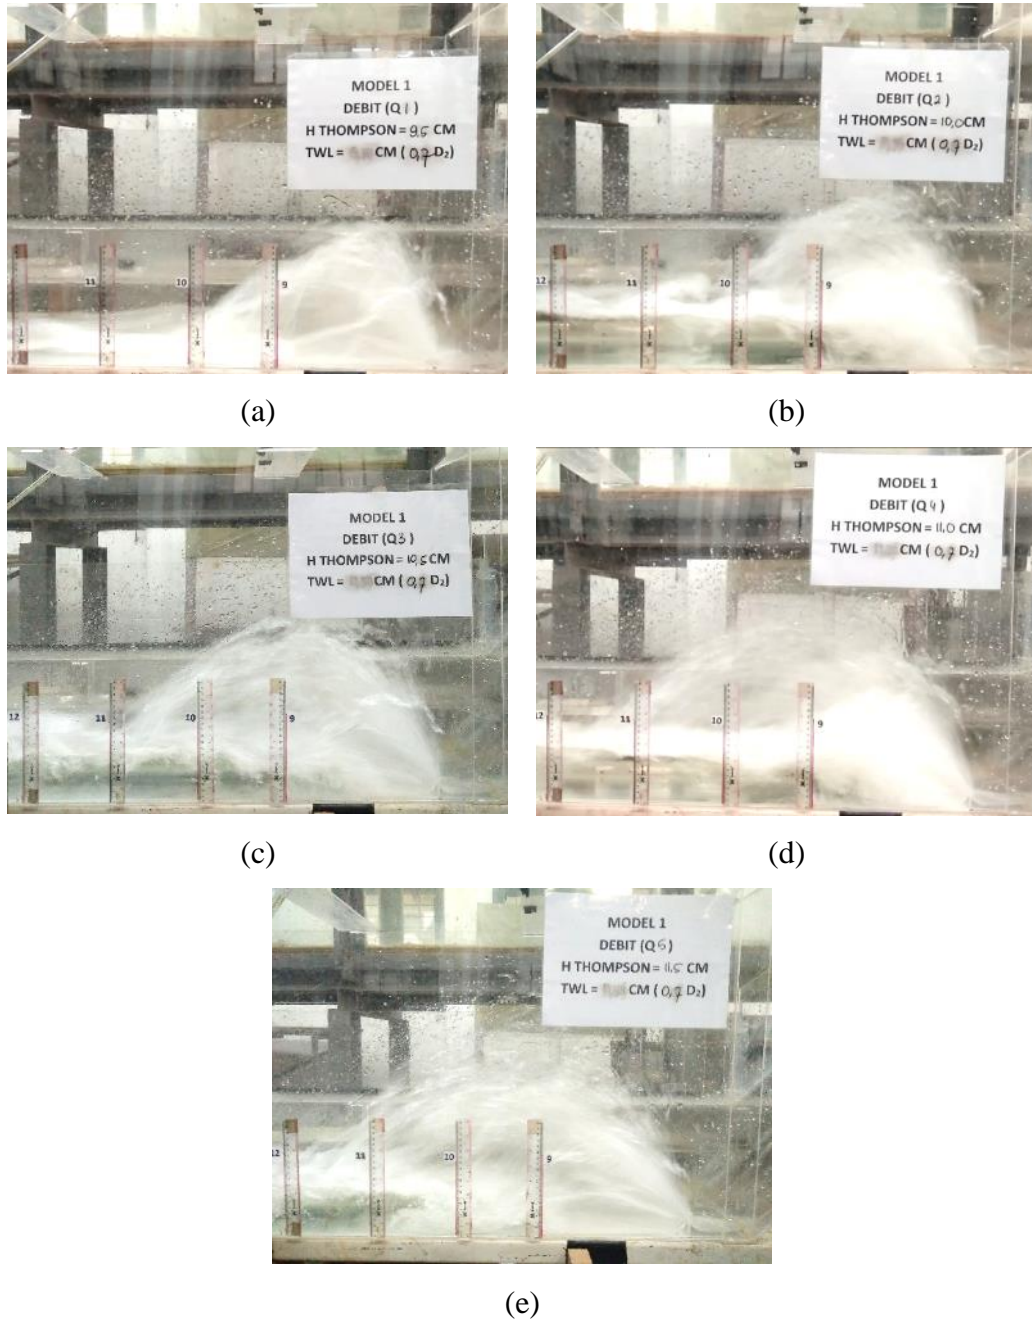 MODEL 1
DEBIT (Q1)
H THOMPSON = 9,5 CM
TWL = CM (0,7 D₂)
11
10
9
(a)
MODEL 1
DEBIT (Q2)
H THOMPSON = 10,0 CM
TWL = CM (0,7 D₂)
12
11
10
9
(b)
MODEL 1
DEBIT (Q3)
H THOMPSON = 10,5 CM
TWL = CM (0,7 D₂)
12
11
10
9
(c)
MODEL 1
DEBIT (Q4)
H THOMPSON = 11,0 CM
TWL = CM (0,7 D₂)
12
11
10
9
(d)
MODEL 1
DEBIT (Q5)
H THOMPSON = 11,5 CM
TWL = CM (0,7 D₂)
12
11
10
9
(e)